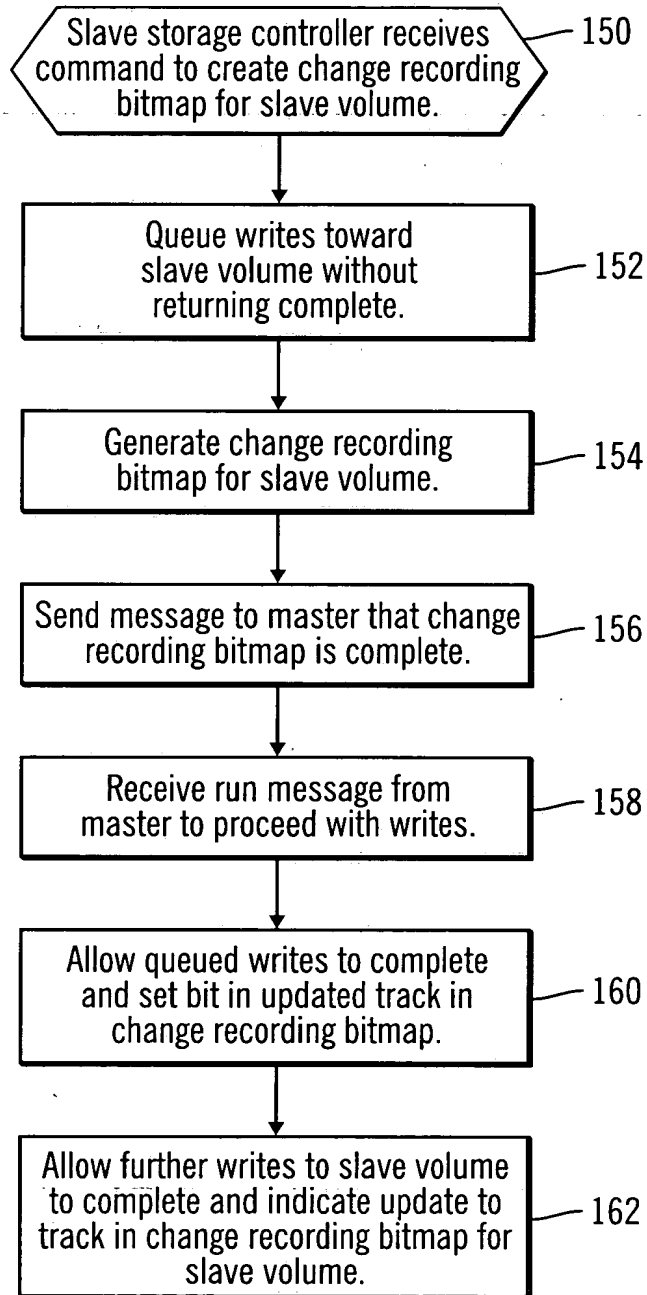 Slave storage controller receives
command to create change recording
bitmap for slave volume.
150
Queue writes toward
slave volume without
returning complete.
152
Generate change recording
bitmap for slave volume.
154
Send message to master that change
recording bitmap is complete.
156
Receive run message from
master to proceed with writes.
158
Allow queued writes to complete
and set bit in updated track in
change recording bitmap.
160
Allow further writes to slave volume
to complete and indicate update to
track in change recording bitmap for
slave volume.
162